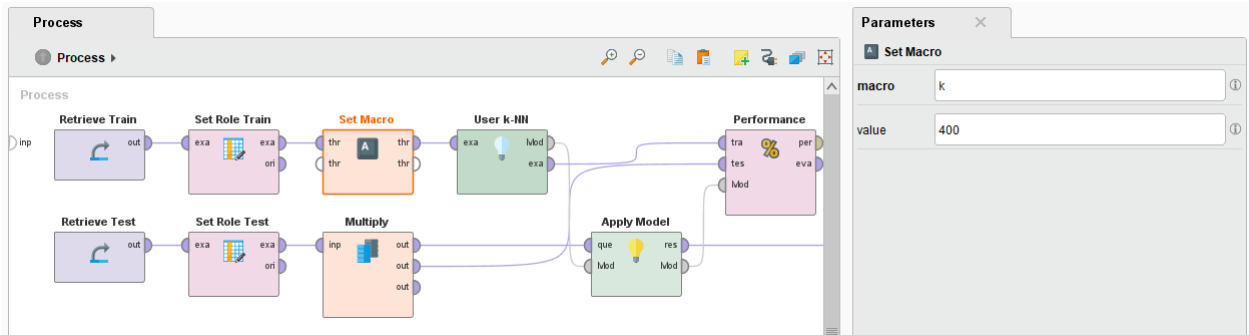 Process
Parameters
Process
Set Macro
macro
k
value
400
Process
Retrieve Train
Set Role Train
Set Macro
User k-NN
Performance
inp
out
exa
exa
ori
thr
thr
thr
thr
exa
Mod
exa
tra
tes
Mod
per
eva
%
Retrieve Test
Set Role Test
Multiply
Apply Model
out
exa
exa
ori
inp
out
out
out
que
Mod
res
Mod